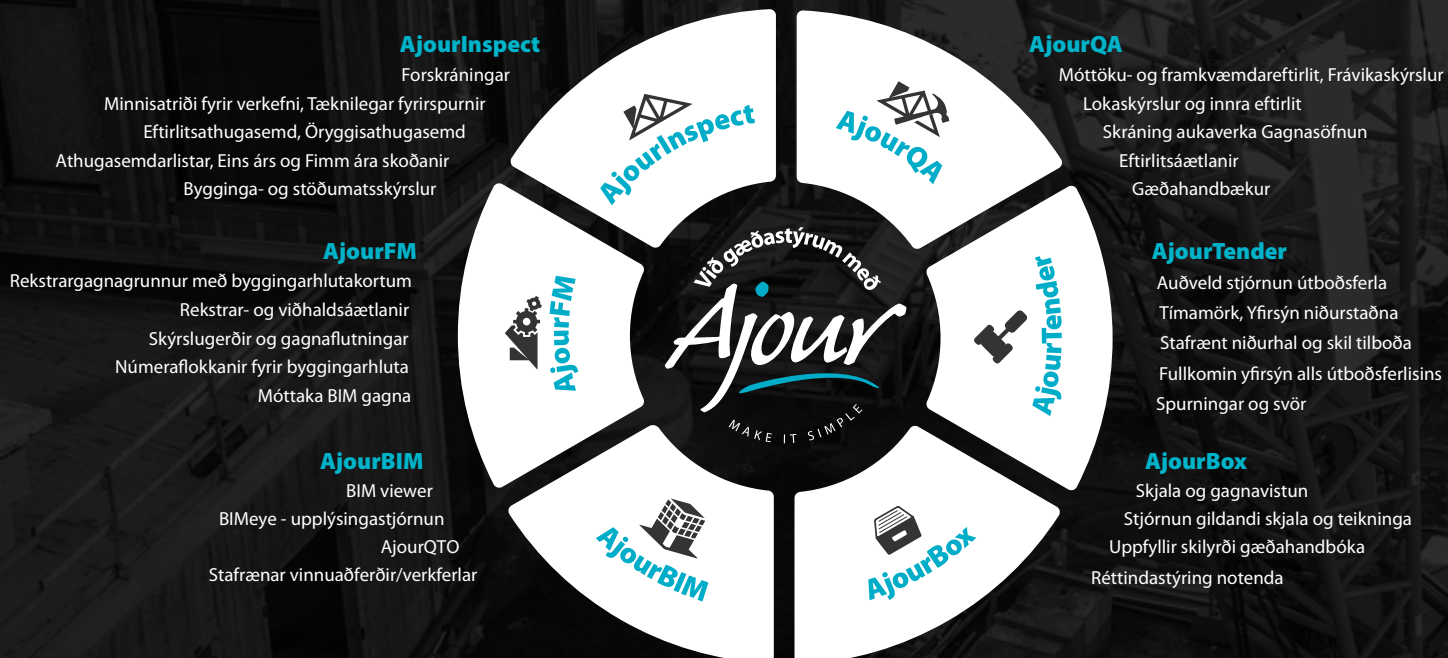 AjourInspect
Forskráningar
Minnisatriði fyrir verkefni, Tæknilegar fyrirspurnir
Eftirlitsathugasemd, Öryggisathugasemd
Athugasemdarlistar, Eins árs og Fimm ára skoðanir
Bygginga- og stöðumatsskýrslur
AjourFM
Rekstrargagnagrunnur með byggingarhlutakortum
Rekstrar- og viðhaldsáætlanir
Skýrslugerðir og gagnaflutningar
Númeraflokkanir fyrir byggingarhluta
Móttaka BIM gagna
AjourBIM
BIM viewer
BIMeye - upplýsingastjórnun
AjourQTO
Stafrænar vinnuaðferðir/verkferlar
AjourInspect
AjourQA
AjourFM
AjourTender
AjourBIM
AjourBox
Við gæðastýrum með
Ajour
MAKE IT SIMPLE
AjourQA
Móttöku- og framkvæmdareftirlit, Frávikaskýrslur
Lokaskýrslur og innra eftirlit
Skráning aukaverka Gagnasöfnun
Eftirlitsáætlanir
Gæðahandbækur
AjourTender
Auðveld stjórnun útboðsferla
Tímamörk, Yfirsýn niðurstaðna
Stafrænt niðurhal og skil tilboða
Fullkomin yfirsýn alls útboðsferlisins
Spurningar og svör
AjourBox
Skjala og gagnavistun
Stjórnun gildandi skjala og teikninga
Uppfyllir skilyrði gæðahandbóka
Réttindastýring notenda